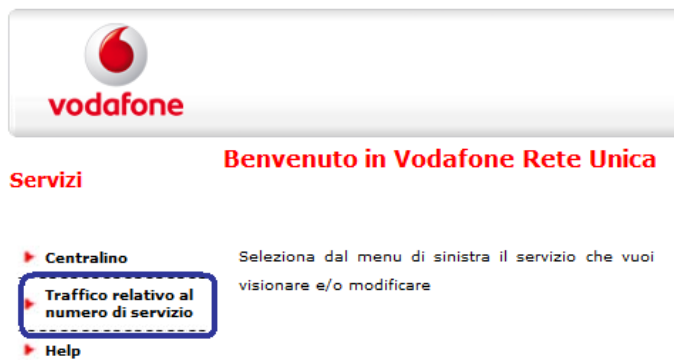 vodafone
Benvenuto in Vodafone Rete Unica
Servizi
Centralino
Traffico relativo al
numero di servizio
Help
Seleziona dal menu di sinistra il servizio che vuoi
visionare e/o modificare